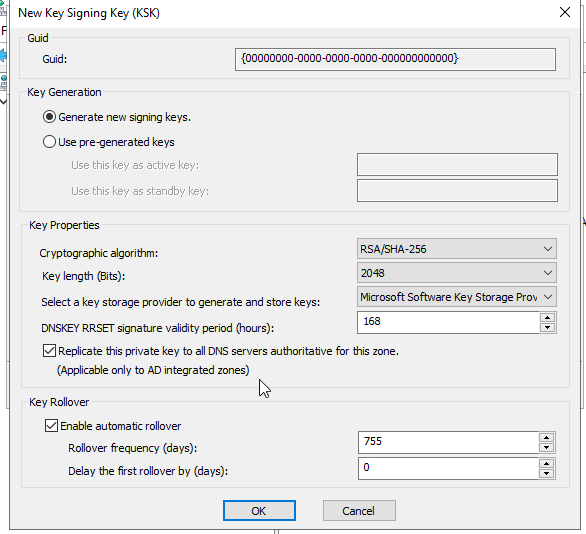 New Key Signing Key (KSK)
Guid
Guid: {00000000-0000-0000-0000-000000000000}
Key Generation
Generate new signing keys.
Use pre-generated keys
Use this key as active key:
Use this key as standby key:
Key Properties
Cryptographic algorithm: RSA/SHA-256
Key length (Bits): 2048
Select a key storage provider to generate and store keys: Microsoft Software Key Storage Prov
DNSKEY RRSET signature validity period (hours): 168
Replicate this private key to all DNS servers authoritative for this zone.
(Applicable only to AD integrated zones)
Key Rollover
Enable automatic rollover
Rollover frequency (days): 755
Delay the first rollover by (days): 0
OK Cancel